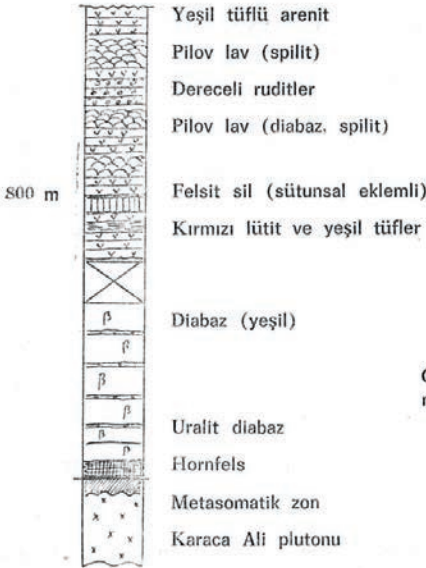 Yeşil tüflü arenit
Pilov lav (spilit)
Dereceli ruditler
Pilov lav (diabaz, spilit)
800 m
Felsit sil (sütunsal eklemli)
Kırmızı lütit ve yeşil tüfler
β
Diabaz (yeşil)
β
β
β
Uralit diabaz
β
β
Hornfels
Metasomatik zon
Karaca Ali plutonu